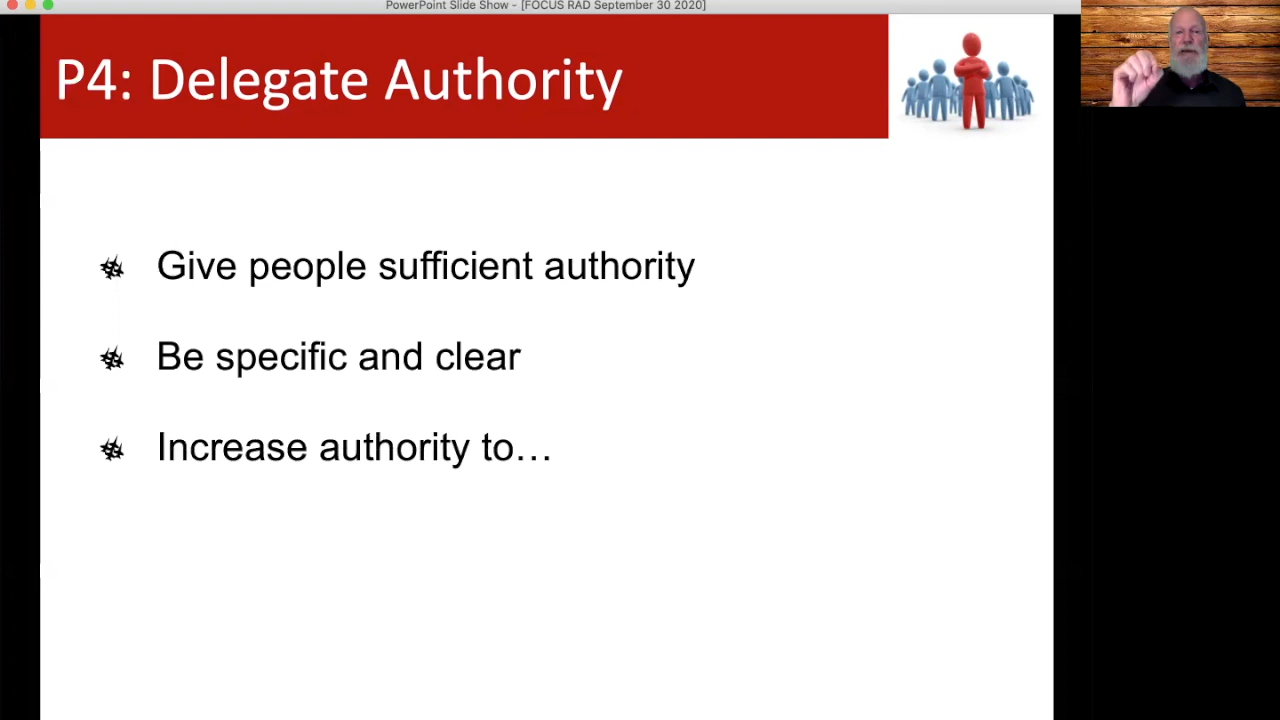 PowerPoint Slide Show - [FOCUS RAD September 30 2020]
P4: Delegate Authority
Give people sufficient authority
Be specific and clear
Increase authority to…